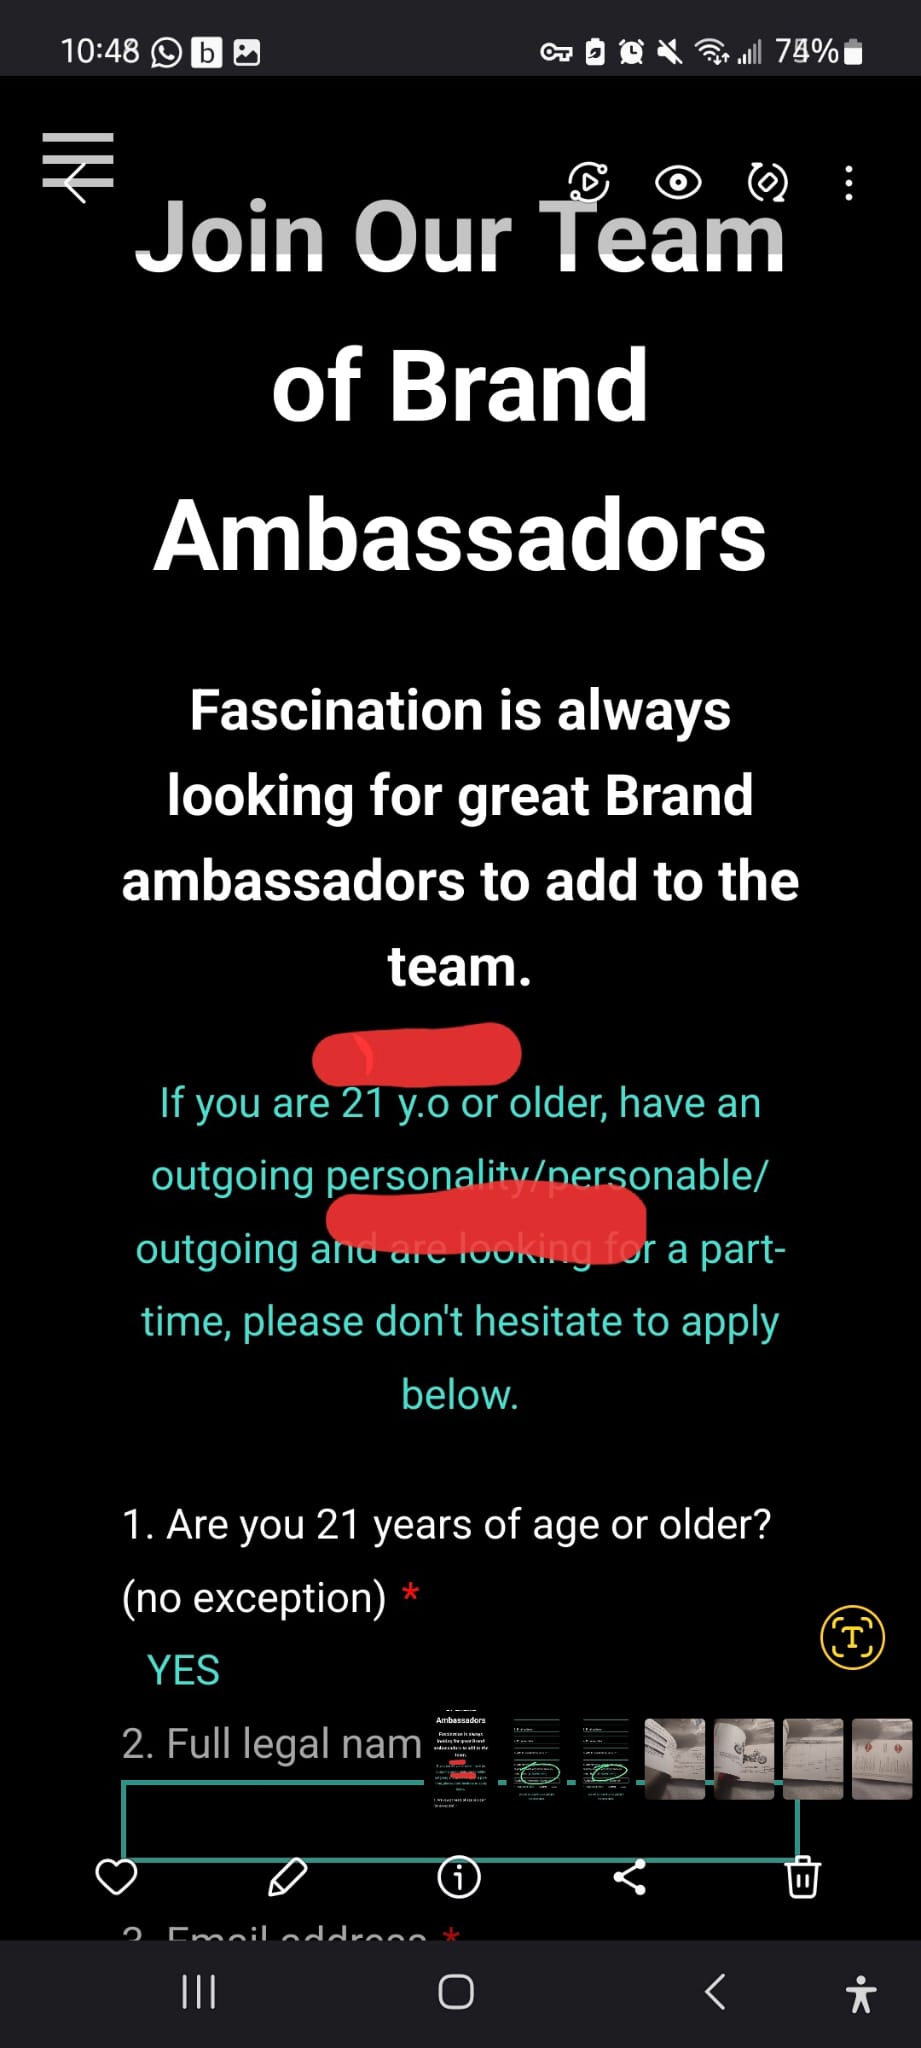 10:48
Join Our Team
of Brand
Ambassadors
Fascination is always
looking for great Brand
ambassadors to add to the
team.
If you are 21 y.o or older, have an
outgoing personality/personable/
outgoing and are looking for a part-
time, please don't hesitate to apply
below.
1. Are you 21 years of age or older?
(no exception) *
YES
T
2. Full legal nam
Ambassadors
3. Email address *